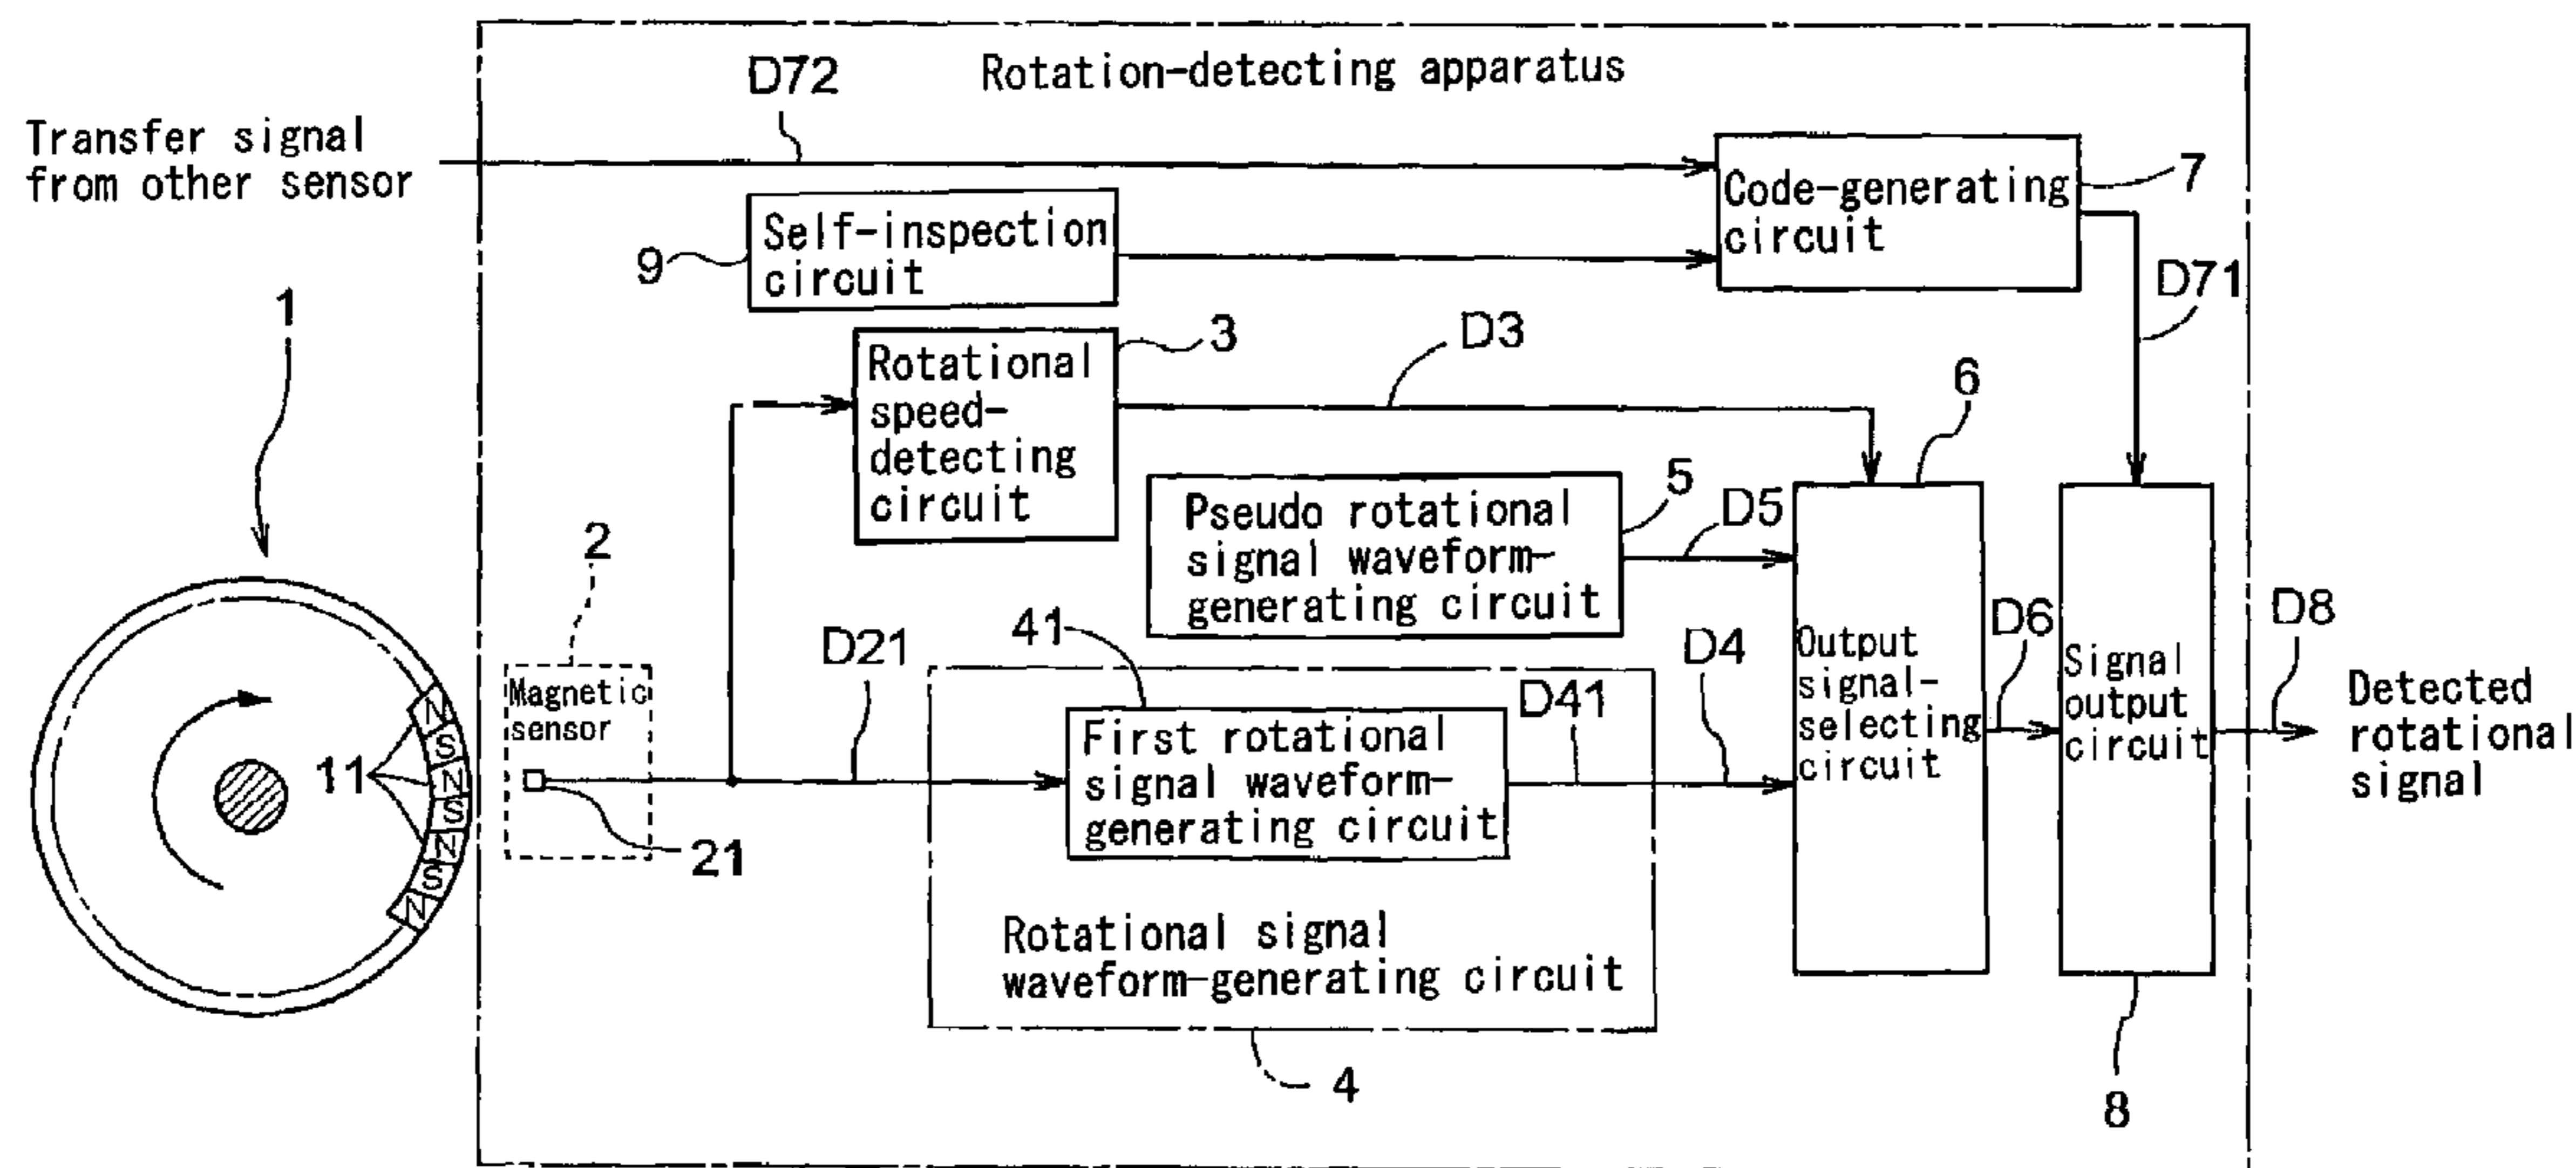 D72
Rotation-detecting apparatus
Transfer signal
from other sensor
Code-generating
circuit
7
Self-inspection
circuit
9
D71
1
Rotational
speed-
detecting
circuit
3
D3
6
Pseudo rotational
signal waveform-
generating circuit
5
D5
2
Magnetic
sensor
21
D21
41
First rotational
signal waveform-
generating circuit
D41
D4
Output
signal-
selecting
circuit
D6
Signal
output
circuit
D8
Detected
rotational
signal
11
N
S
N
S
N
S
N
Rotational signal
waveform-generating circuit
4
8